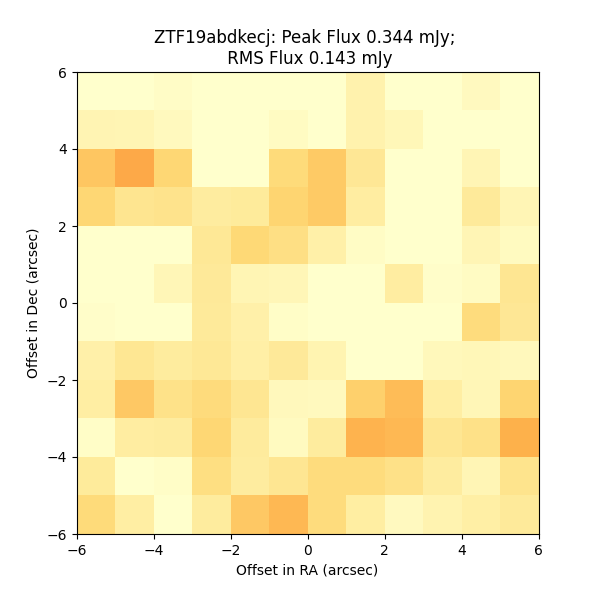 ZTF19abdkecj: Peak Flux 0.344 mJy;
RMS Flux 0.143 mJy
6
4
2
0
−2
−4
−6
Offset in Dec (arcsec)
−6 −4 −2 0 2 4 6
Offset in RA (arcsec)